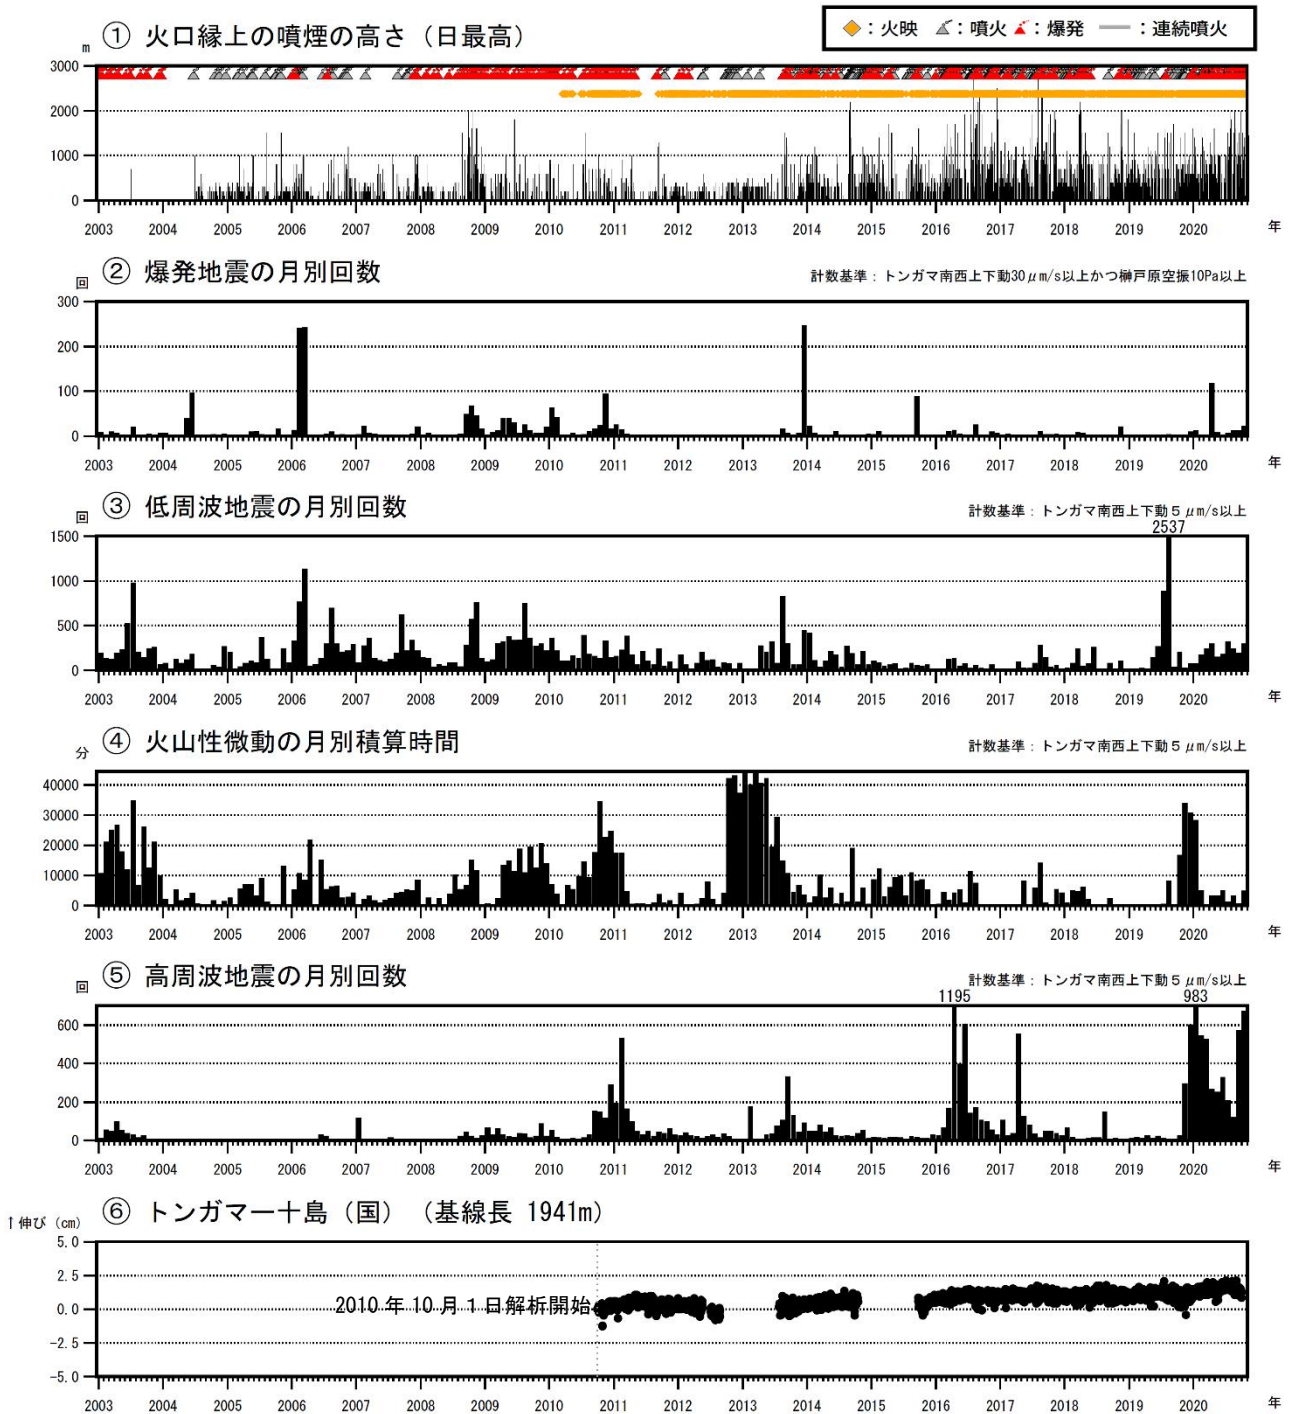 ① 火口縁上の噴煙の高さ（日最高）
：火映 ：噴火 ：爆発 ：連続噴火
m
3000
2000
1000
0
2003 2004 2005 2006 2007 2008 2009 2010 2011 2012 2013 2014 2015 2016 2017 2018 2019 2020 年
② 爆発地震の月別回数
計数基準：トンガマ南西上下動30μm/s以上かつ榊戸原空振10Pa以上
回
300
200
100
0
2003 2004 2005 2006 2007 2008 2009 2010 2011 2012 2013 2014 2015 2016 2017 2018 2019 2020 年
③ 低周波地震の月別回数
計数基準：トンガマ南西上下動５μm/s以上
回
2537
1500
1000
500
0
2003 2004 2005 2006 2007 2008 2009 2010 2011 2012 2013 2014 2015 2016 2017 2018 2019 2020 年
④ 火山性微動の月別積算時間
計数基準：トンガマ南西上下動５μm/s以上
分
40000
30000
20000
10000
0
2003 2004 2005 2006 2007 2008 2009 2010 2011 2012 2013 2014 2015 2016 2017 2018 2019 2020 年
⑤ 高周波地震の月別回数
計数基準：トンガマ南西上下動５μm/s以上
回
1195 983
600
400
200
0
2003 2004 2005 2006 2007 2008 2009 2010 2011 2012 2013 2014 2015 2016 2017 2018 2019 2020 年
⑥ トンガマー十島（国）（基線長 1941m）
↑伸び（cm）
5.0
2.5
0.0
-2.5
-5.0
2010年10月１日解析開始
2003 2004 2005 2006 2007 2008 2009 2010 2011 2012 2013 2014 2015 2016 2017 2018 2019 2020 年